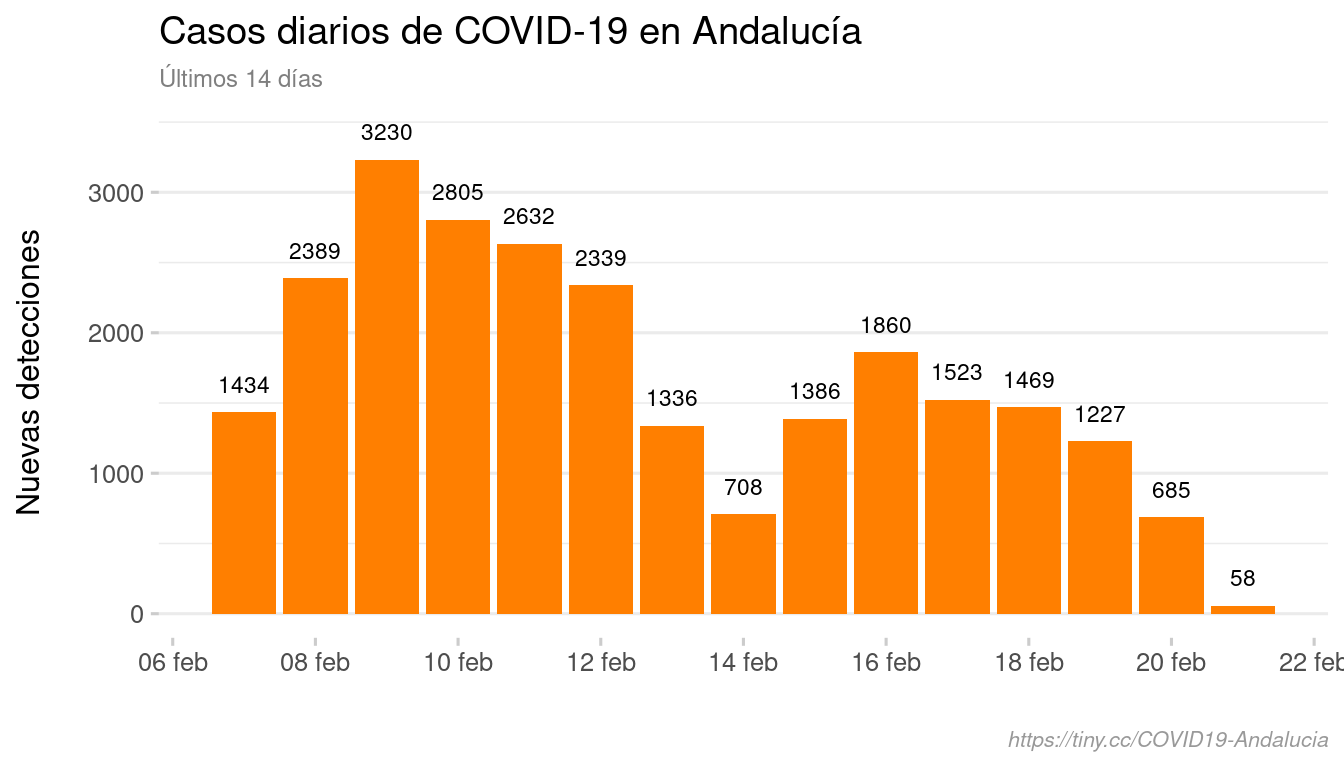 Casos diarios de COVID-19 en Andalucía
Últimos 14 días
Nuevas detecciones
3000
2000
1000
0
1434
2389
3230
2805
2632
2339
1336
708
1386
1860
1523
1469
1227
685
58
06 feb
08 feb
10 feb
12 feb
14 feb
16 feb
18 feb
20 feb
22 feb
https://tiny.cc/COVID19-Andalucia